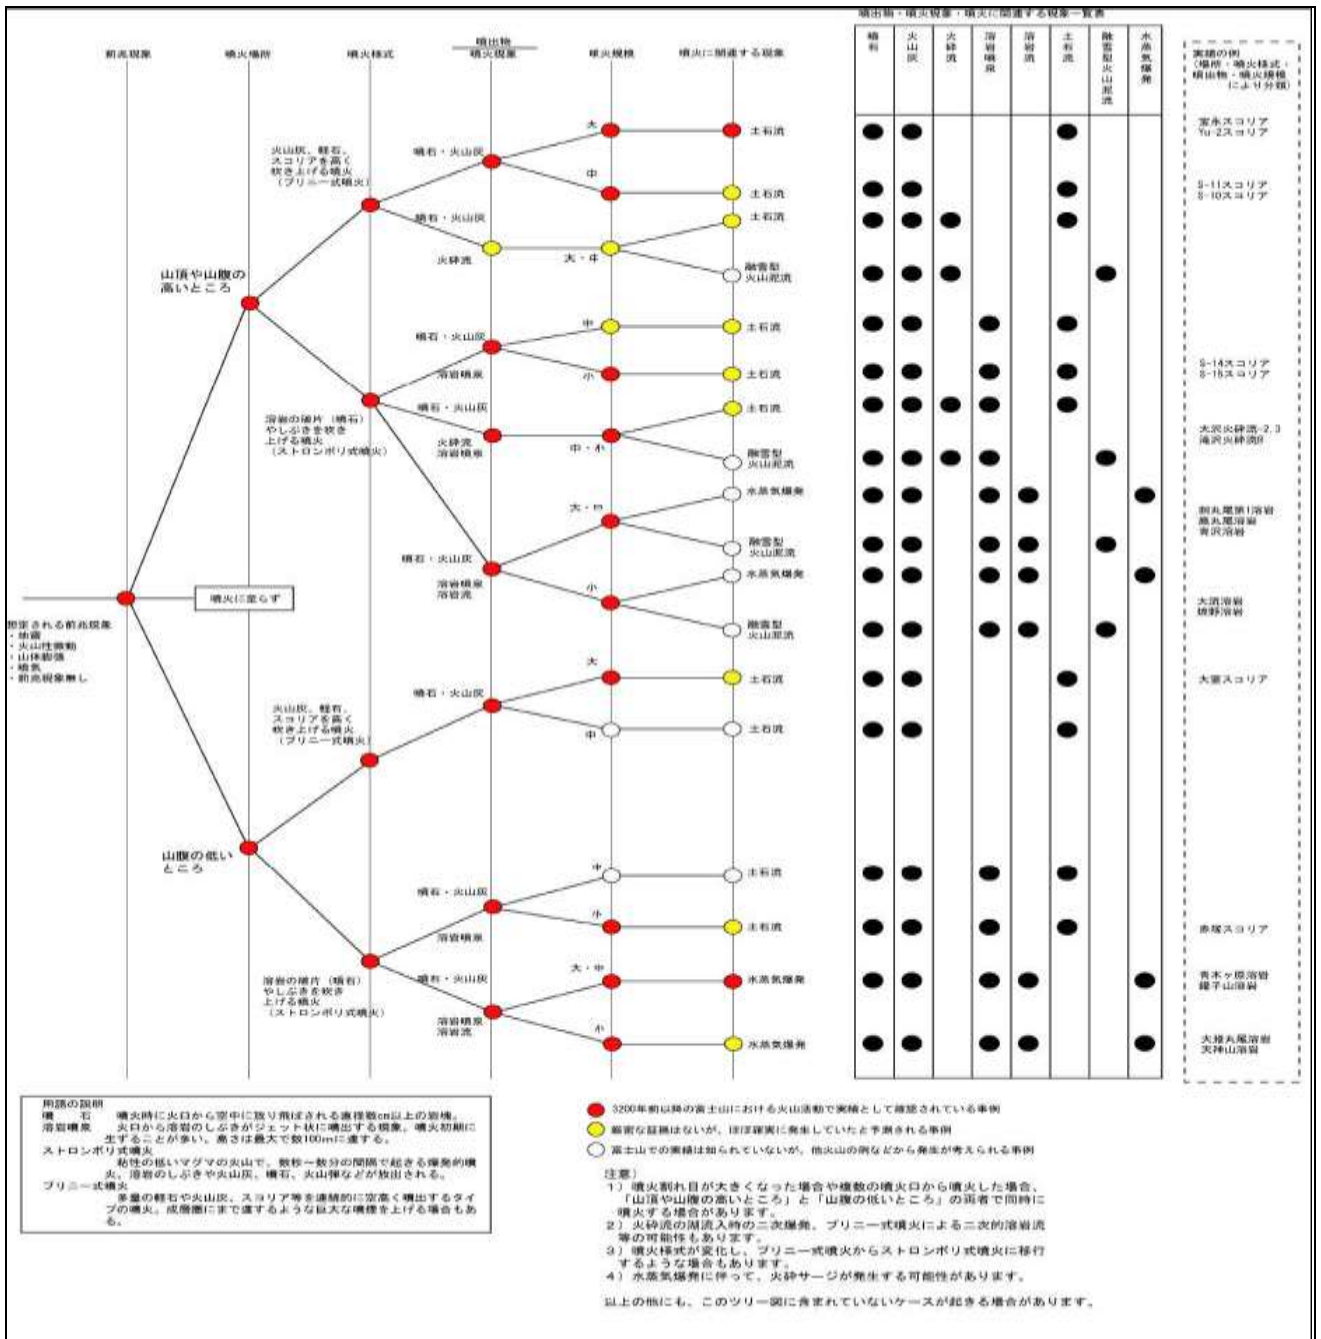 噴出物・噴火現象・噴火に関連する現象一覧表
前兆現象
噴火場所
噴火様式
噴出物
噴火現象
噴火規模
噴火に関連する現象
噴石
火山灰
火砕流
溶岩噴泉
溶岩流
土石流
融雪型火山泥流
水蒸気爆発
実績の例
(場所・噴火様式・
噴出物・噴火規模
により分類)
火山灰、軽石、
スコリアを高く
吹き上げる噴火
(プリニー式噴火)
噴石・火山灰
大
土石流
宝永スコリア
Yu-2スコリア
中
土石流
S-11スコリア
S-10スコリア
噴石・火山灰
火砕流
大・中
土石流
融雪型
火山泥流
山頂や山腹の
高いところ
噴石・火山灰
溶岩噴泉
中
土石流
小
土石流
S-14スコリア
S-18スコリア
溶岩の破片(噴石)
やしぶきを吹き
上げる噴火
(ストロンボリ式噴火)
噴石・火山灰
火砕流
溶岩噴泉
中・小
土石流
融雪型
火山泥流
大沢火砕流-2,3
滝沢火砕流B
噴石・火山灰
溶岩噴泉
溶岩流
大・中
水蒸気爆発
融雪型
火山泥流
剣丸尾第1溶岩
鷹丸尾溶岩
青沢溶岩
小
水蒸気爆発
融雪型
火山泥流
大流溶岩
焼野溶岩
噴火に至らず
想定される前兆現象
・地震
・火山性微動
・山体膨張
・噴気
・前兆現象無し
火山灰、軽石、
スコリアを高く
吹き上げる噴火
(プリニー式噴火)
噴石・火山灰
大
土石流
大室スコリア
中
土石流
山腹の低い
ところ
噴石・火山灰
溶岩噴泉
中
土石流
小
土石流
赤塚スコリア
溶岩の破片(噴石)
やしぶきを吹き
上げる噴火
(ストロンボリ式噴火)
噴石・火山灰
溶岩噴泉
溶岩流
大・中
水蒸気爆発
青木ヶ原溶岩
鑵子山溶岩
小
水蒸気爆発
天神山溶岩
用語の説明
噴 石 噴火時に火口から空中に放り飛ばされる直径数cm以上の岩塊。
溶岩噴泉 火口から溶岩のしぶきがジェット状に噴出する現象。噴火初期に
生ずることが多い。高さは最大で数100mに達する。
ストロンボリ式噴火
粘性の低いマグマの火山で、数秒~数分の間隔で起きる爆発的噴
火。溶岩のしぶきや火山灰、噴石、火山弾などが放出される。
プリニー式噴火
多量の軽石や火山灰、スコリア等を連続的に空高く噴出するタイ
プの噴火。成層圏にまで達するような巨大な噴煙を上げる場合もあ
る。
3200年前以降の富士山における火山活動で実績として確認されている事例
厳密な証拠はないが、ほぼ確実に発生していたと予測される事例
富士山での実績は知られていないが、他火山の例などから発生が考えられる事例
注意)
1)噴火割れ目が大きくなった場合や複数の噴火口から噴火した場合、
「山頂や山腹の高いところ」と「山腹の低いところ」の両者で同時に
噴火する場合があります。
2)火砕流の湖流入時の二次爆発、プリニー式噴火による二次的溶岩流
等の可能性もあります。
3)噴火様式が変化し、プリニー式噴火からストロンボリ式噴火に移行
するような場合もあります。
4)水蒸気爆発に伴って、火砕サージが発生する可能性があります。
以上の他にも、このツリー図に含まれていないケースが起きる場合があります。